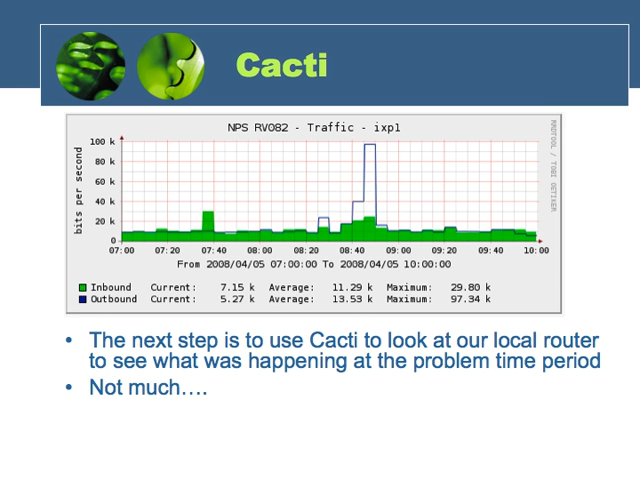 Cacti
NPS RV082 - Traffic - ixp1
RRDTOOL / TOBI OETIKER
bits per second
100 k
80 k
60 k
40 k
20 k
0
07:00 07:20 07:40 08:00 08:20 08:40 09:00 09:20 09:40 10:00
From 2008/04/05 07:00:00 To 2008/04/05 10:00:00
Inbound Current: 7.15 k Average: 11.29 k Maximum: 29.80 k
Outbound Current: 5.27 k Average: 13.53 k Maximum: 97.34 k
• The next step is to use Cacti to look at our local router
to see what was happening at the problem time period
• Not much….